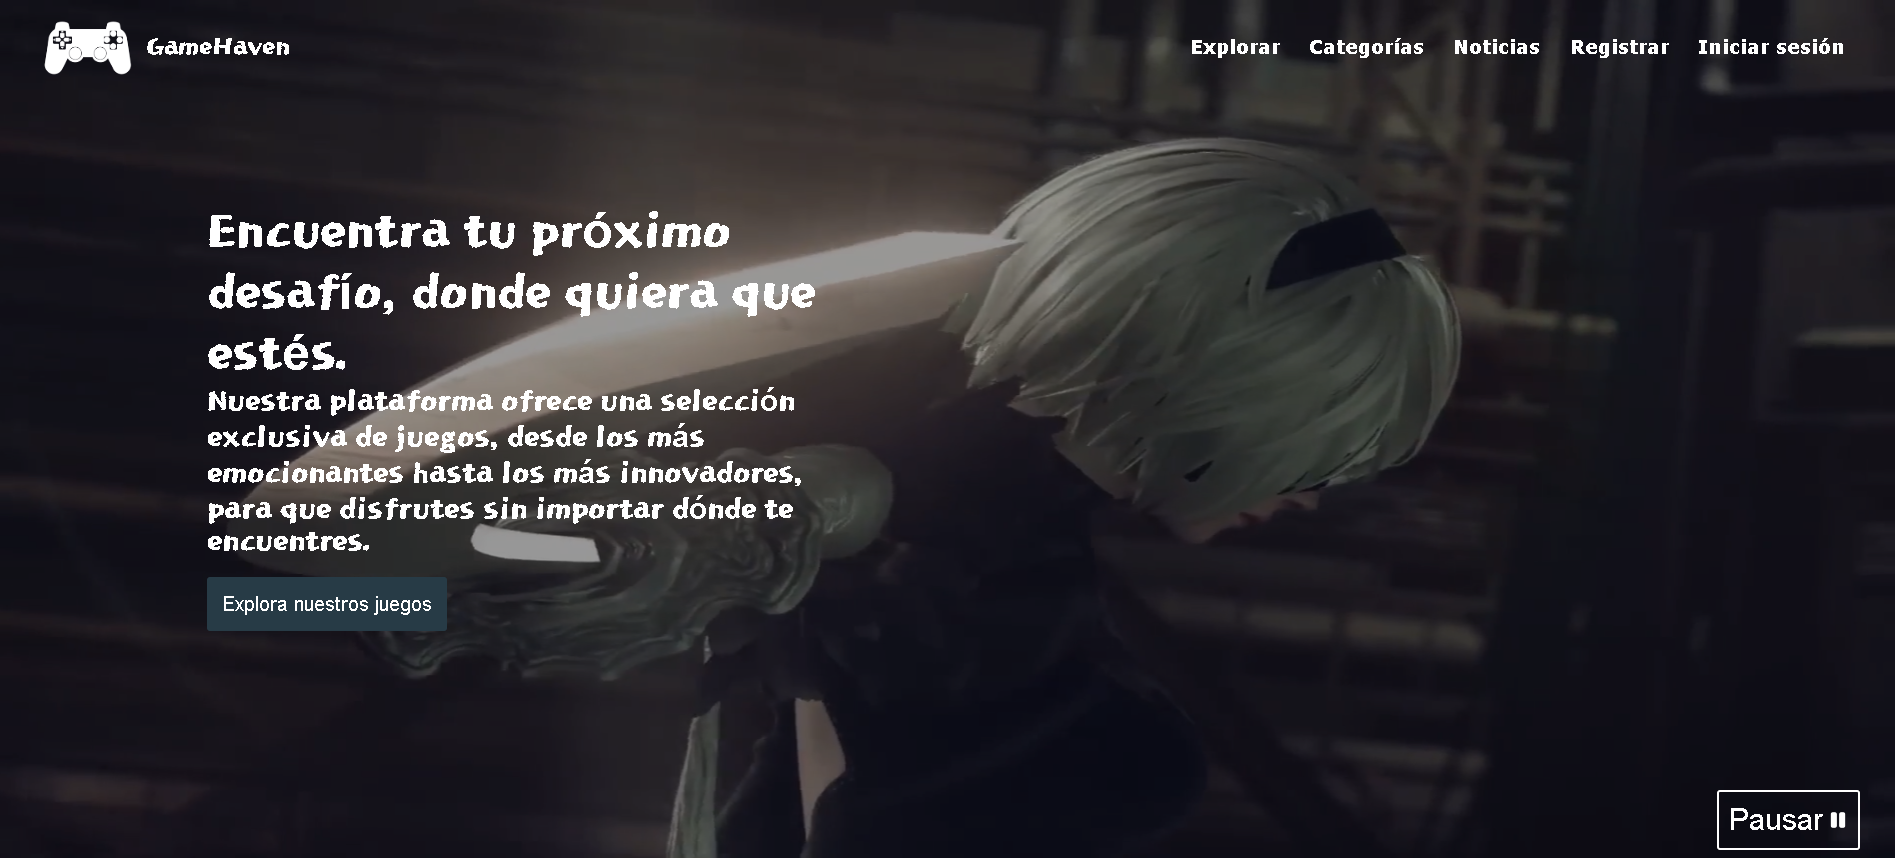 GameHaven
Explorar Categorías Noticias Registrar Iniciar sesión
Encuentra tu próximo
desafío, donde quiera que
estés.
Nuestra plataforma ofrece una selección
exclusiva de juegos, desde los más
emocionantes hasta los más innovadores,
para que disfrutes sin importar dónde te
encuentres.
Explora nuestros juegos
Pausar